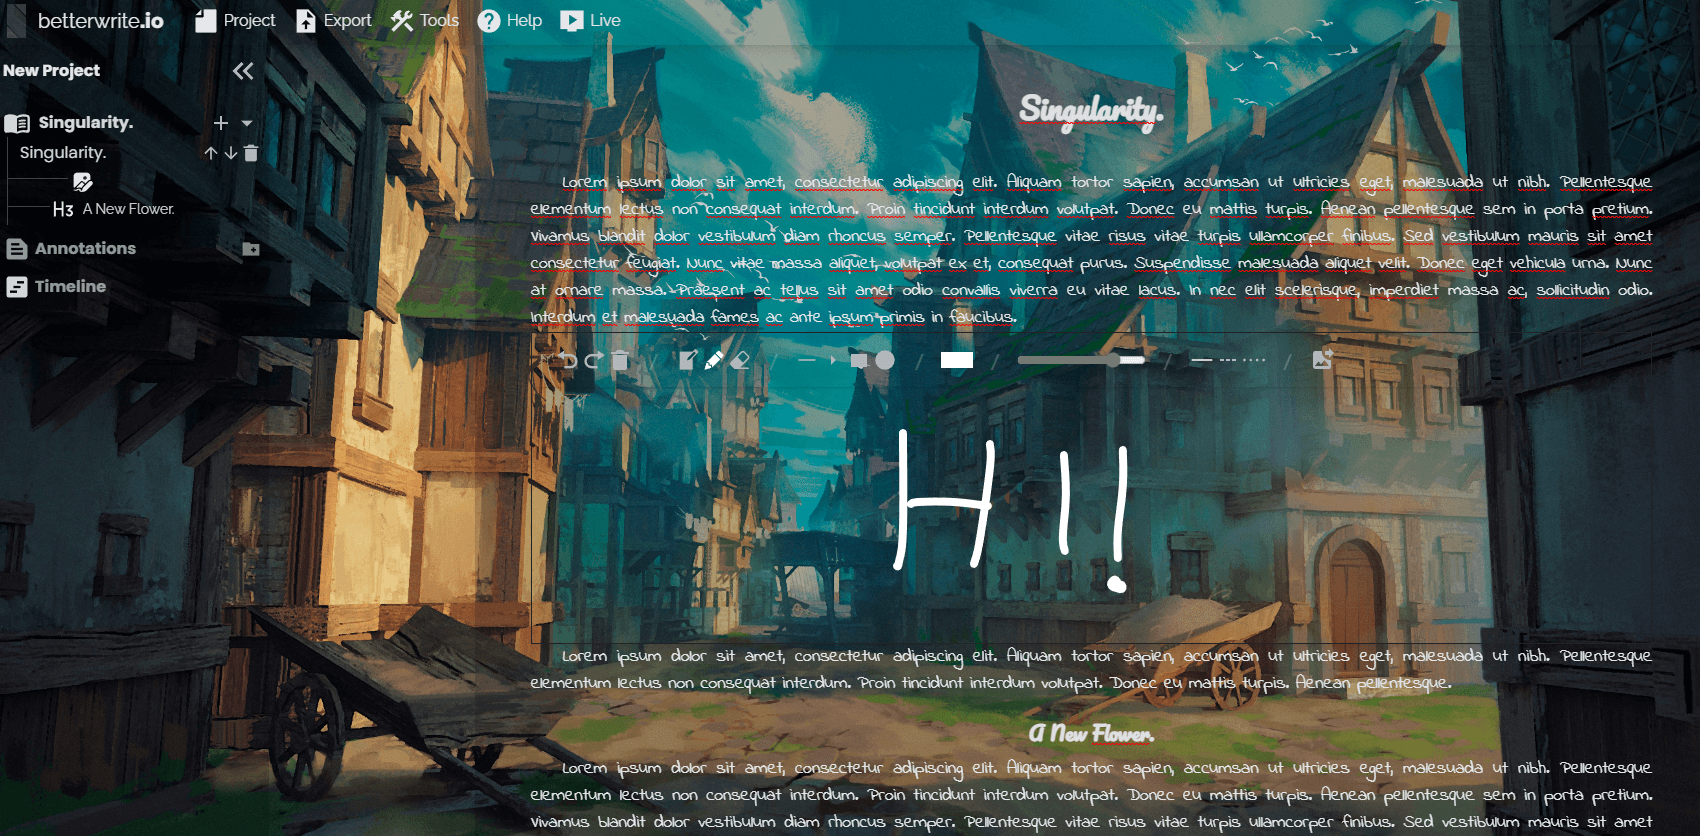 betterwrite.io Project Export Tools Help Live
New Project
Singularity.
Singularity.
H3 A New Flower.
Annotations
Timeline
Singularity.
Lorem ipsum dolor sit amet, consectetur adipiscing elit. Aliquam tortor sapien, accumsan ut ultricies eget, malesuada ut nibh. Pellentesque
elementum lectus non consequat interdum. Proin tincidunt interdum volutpat. Donec eu mattis turpis. Aenean pellentesque sem in porta pretium.
Vivamus blandit dolor vestibulum diam rhoncus semper. Pellentesque vitae risus vitae turpis ullamcorper finibus. Sed vestibulum mauris sit amet
consectetur feugiat. Nunc vitae massa aliquet, volutpat ex et, consequat purus. Suspendisse malesuada aliquet velit. Donec eget vehicula urna. Nunc
at ornare massa. Praesent ac tellus sit amet odio convallis viverra eu vitae lacus. In nec elit scelerisque, imperdiet massa ac, sollicitudin odio.
Interdum et malesuada fames ac ante ipsum primis in faucibus.
HI!
Lorem ipsum dolor sit amet, consectetur adipiscing elit. Aliquam tortor sapien, accumsan ut ultricies eget, malesuada ut nibh. Pellentesque
elementum lectus non consequat interdum. Proin tincidunt interdum volutpat. Donec eu mattis turpis. Aenean pellentesque.
A New Flower.
Lorem ipsum dolor sit amet, consectetur adipiscing elit. Aliquam tortor sapien, accumsan ut ultricies eget, malesuada ut nibh. Pellentesque
elementum lectus non consequat interdum. Proin tincidunt interdum volutpat. Donec eu mattis turpis. Aenean pellentesque sem in porta pretium.
Vivamus blandit dolor vestibulum diam rhoncus semper. Pellentesque vitae risus vitae turpis ullamcorper finibus. Sed vestibulum mauris sit amet